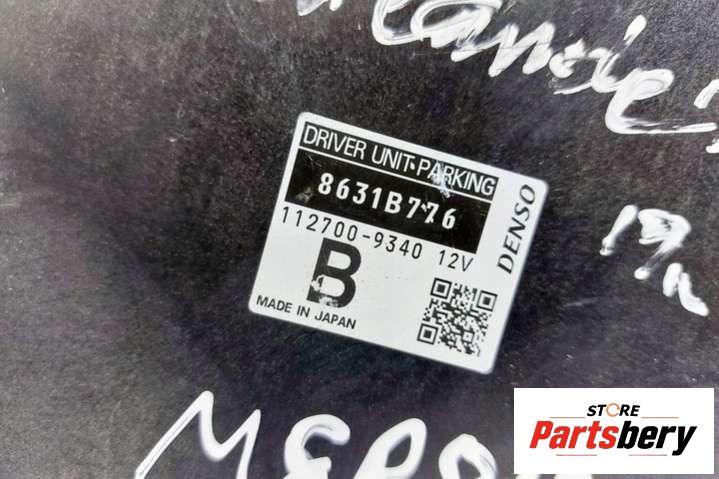 DRIVER UNIT·PARKING
8631B776
112700-9340 12V
DENSO
B
MADE IN JAPAN
STORE
Partsbery